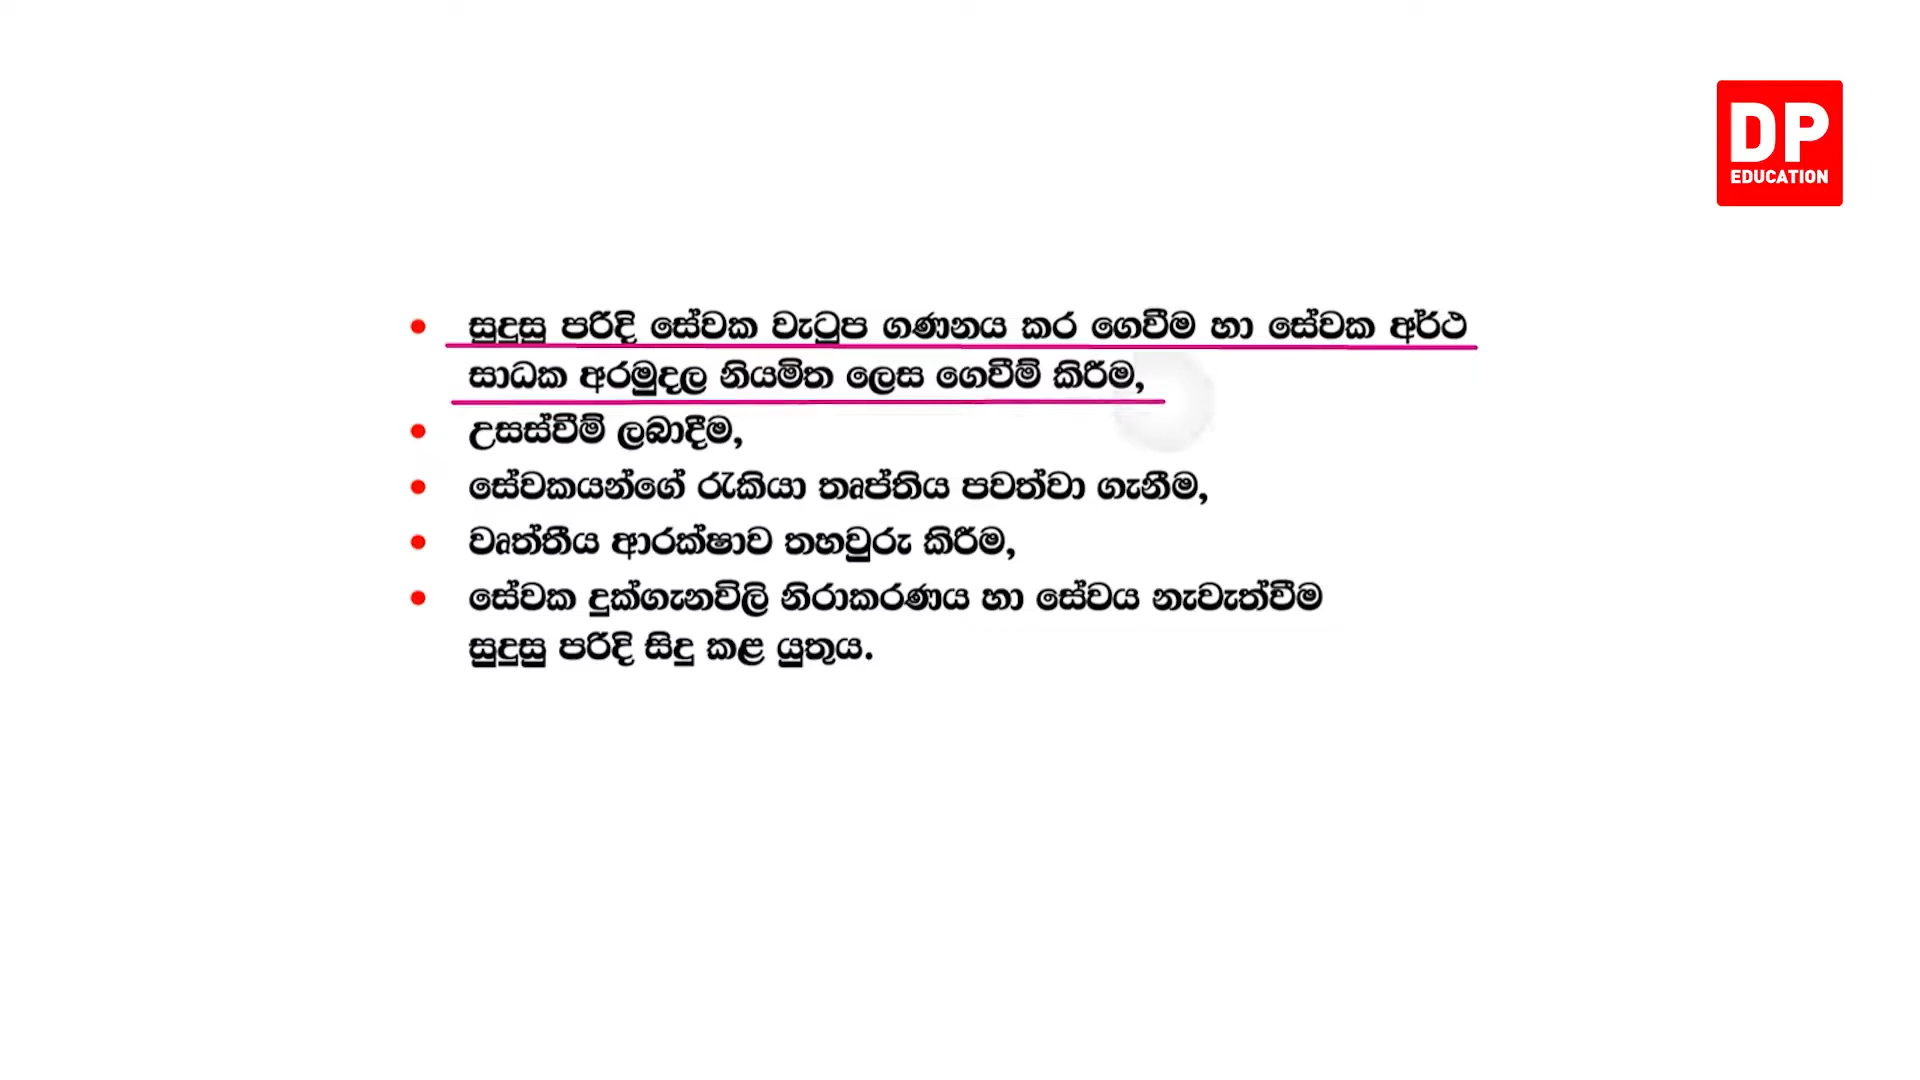 DP
EDUCATION
• සුදුසු පරිදි සේවක වැටුප ගණනය කර ගෙවීම හා සේවක අර්ථ
සාධක අරමුදල නියමිත ලෙස ගෙවීම් කිරීම,
• උසස්වීම් ලබාදීම,
• සේවකයන්ගේ රැකියා තෘප්තිය පවත්වා ගැනීම,
• වෘත්තීය ආරක්ෂාව තහවුරු කිරීම,
• සේවක දුක්ගැනවිලි නිරාකරණය හා සේවය නැවැත්වීම
සුදුසු පරිදි සිදු කළ යුතුය.